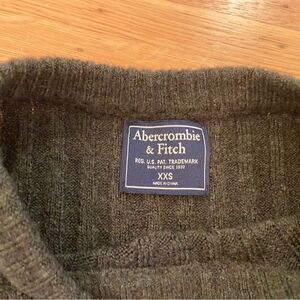 Abercrombie
& Fitch
REG. U.S. PAT. TRADEMARK
QUALITY SINCE 1892
XXS
MADE IN CHINA